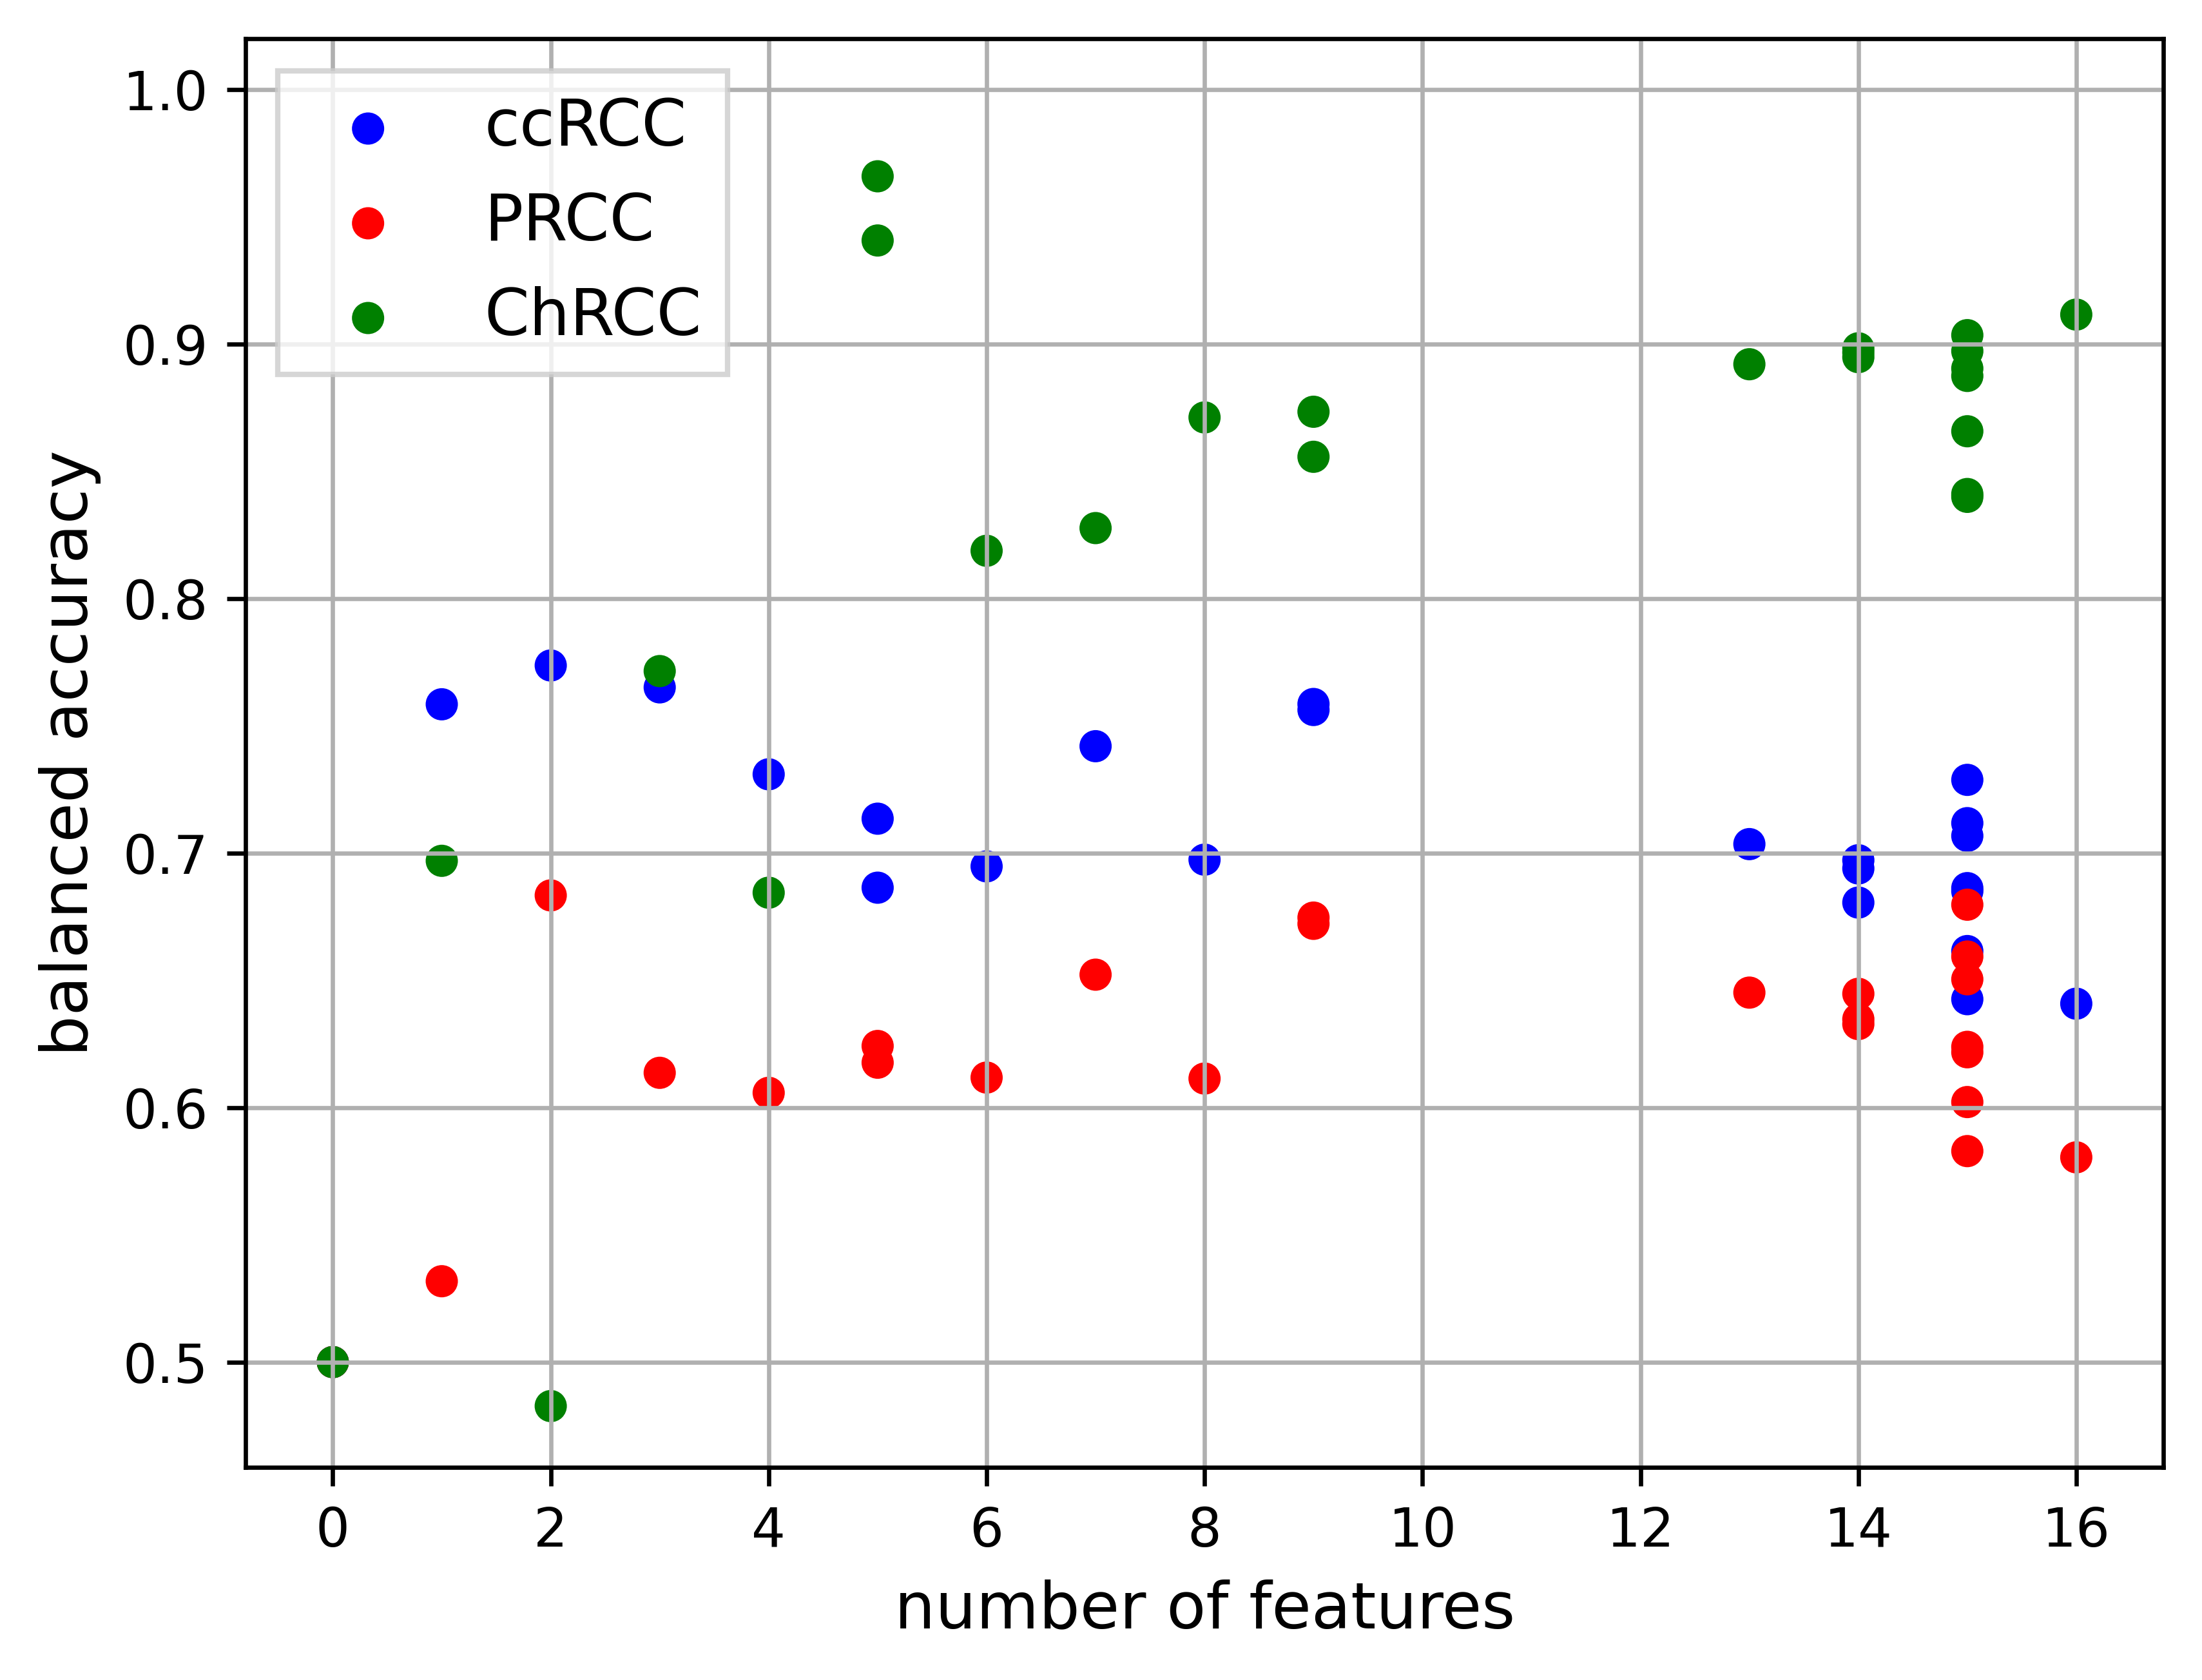 ccRCC
PRCC
ChRCC
1.0
0.9
0.8
0.7
0.6
0.5
balanced accuracy
0 2 4 6 8 10 12 14 16
number of features